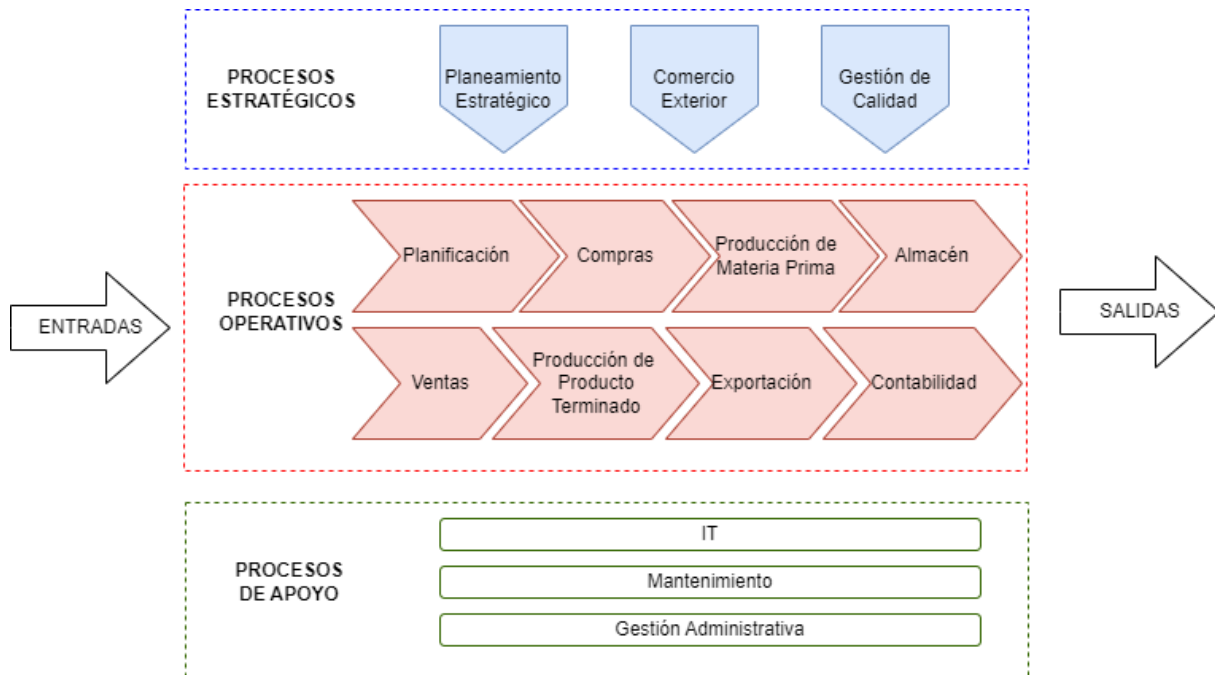 PROCESOS
ESTRATÉGICOS
Planeamiento
Estratégico
Comercio
Exterior
Gestión de
Calidad
ENTRADAS
PROCESOS
OPERATIVOS
Planificación
Compras
Producción de
Materia Prima
Almacén
Ventas
Producción de
Producto
Terminado
Exportación
Contabilidad
SALIDAS
PROCESOS
DE APOYO
IT
Mantenimiento
Gestión Administrativa